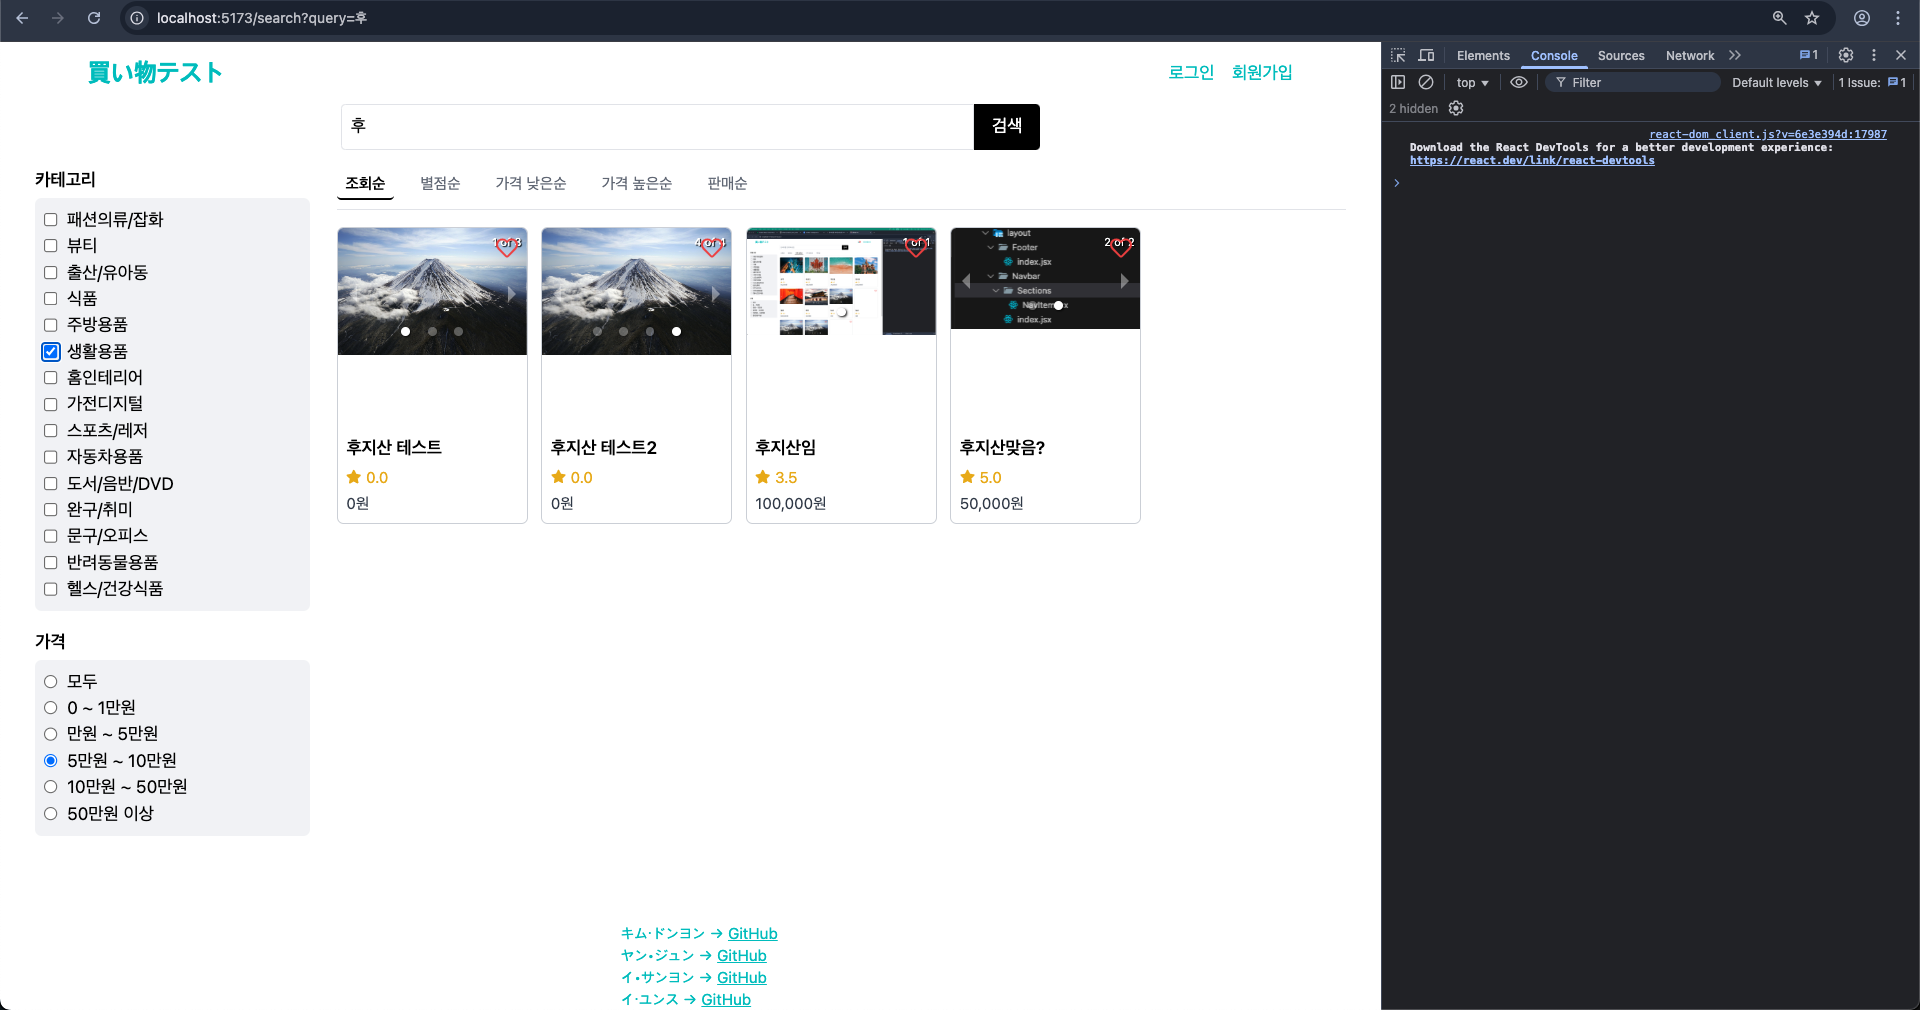 localhost:5173/search?query=후
買い物テスト
로그인 회원가입
후 검색
카테고리
패션의류/잡화
뷰티
출산/유아동
식품
주방용품
생활용품
홈인테리어
가전디지털
스포츠/레저
자동차용품
도서/음반/DVD
완구/취미
문구/오피스
반려동물용품
헬스/건강식품
가격
모두
0 ~ 1만원
만원 ~ 5만원
5만원 ~ 10만원
10만원 ~ 50만원
50만원 이상
조회순 별점순 가격 낮은순 가격 높은순 판매순
1 of 3
후지산 테스트
0.0
0원
4 of 4
후지산 테스트2
0.0
0원
1 of 1
후지산임
3.5
100,000원
2 of 2
layout
Footer
index.jsx
Navbar
Sections
index.jsx
후지산맞음?
5.0
50,000원
キム·ドンヨン → GitHub
ヤン•ジュン → GitHub
イ•サンヨン → GitHub
イ·ユンス → GitHub
Elements Console Sources Network 1
top Filter Default levels 1 Issue: 1
2 hidden
react-dom_client.js?v=6e3e394d:17987
Download the React DevTools for a better development experience:
https://react.dev/link/react-devtools